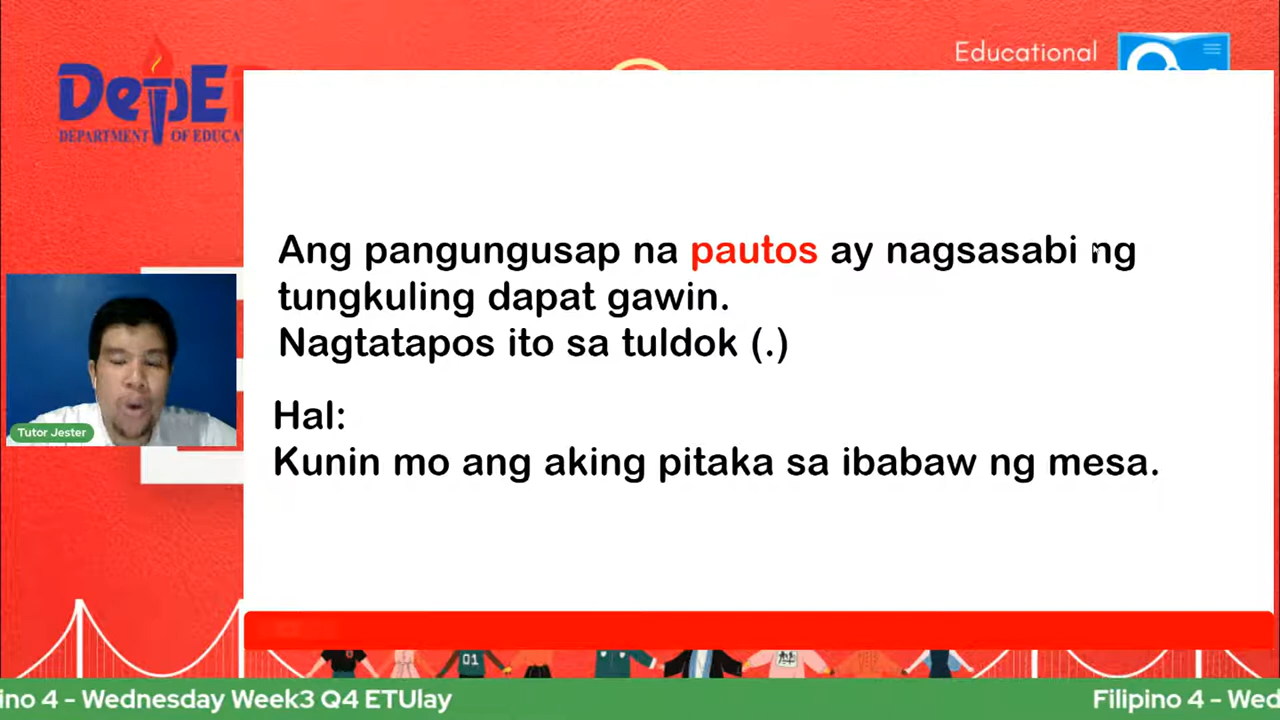 Educational
DEPARTMENT OF EDUCA
Ang pangungusap na pautos ay nagsasabi ng
tungkuling dapat gawin.
Nagtatapos ito sa tuldok (.)
Hal:
Kunin mo ang aking pitaka sa ibabaw ng mesa.
Tutor Jester
01
ino 4 - Wednesday Week3 Q4 ETUlay
Filipino 4 - Wed